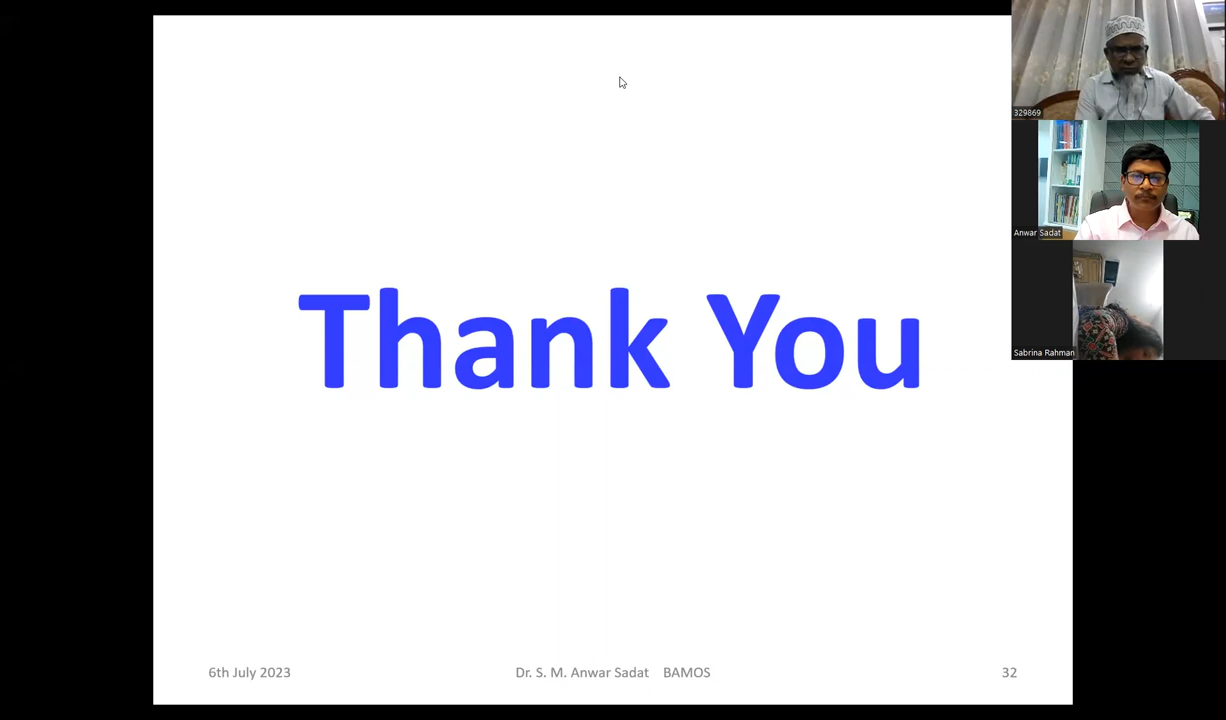 329869
Anwar Sadat
Thank You
Sabrina Rahman
6th July 2023
Dr. S. M. Anwar Sadat BAMOS
32